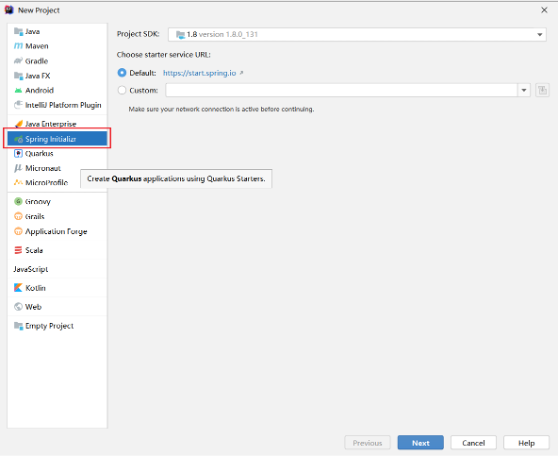 New Project
Java
Maven
Gradle
Java FX
Android
IntelliJ Platform Plugin
Java Enterprise
Spring Initializr
Quarkus
Micronaut
MicroProfile
Groovy
Grails
Application Forge
Scala
JavaScript
Kotlin
Web
Empty Project
Project SDK: 1.8 version 1.8.0_131
Choose starter service URL:
Default: https://start.spring.io
Custom:
Make sure your network connection is active before continuing.
Create Quarkus applications using Quarkus Starters.
Previous Next Cancel Help